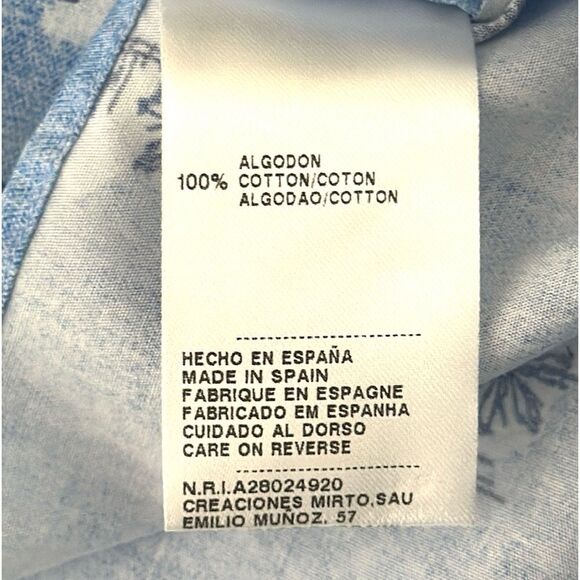 ALGODON
100% COTTON/COTON
ALGODAO/COTTON
HECHO EN ESPAÑA
MADE IN SPAIN
FABRIQUE EN ESPAGNE
FABRICADO EM ESPANHA
CUIDADO AL DORSO
CARE ON REVERSE
N.R.I.A28024920
CREACIONES MIRTO,SAU
EMILIO MUÑOZ, 57